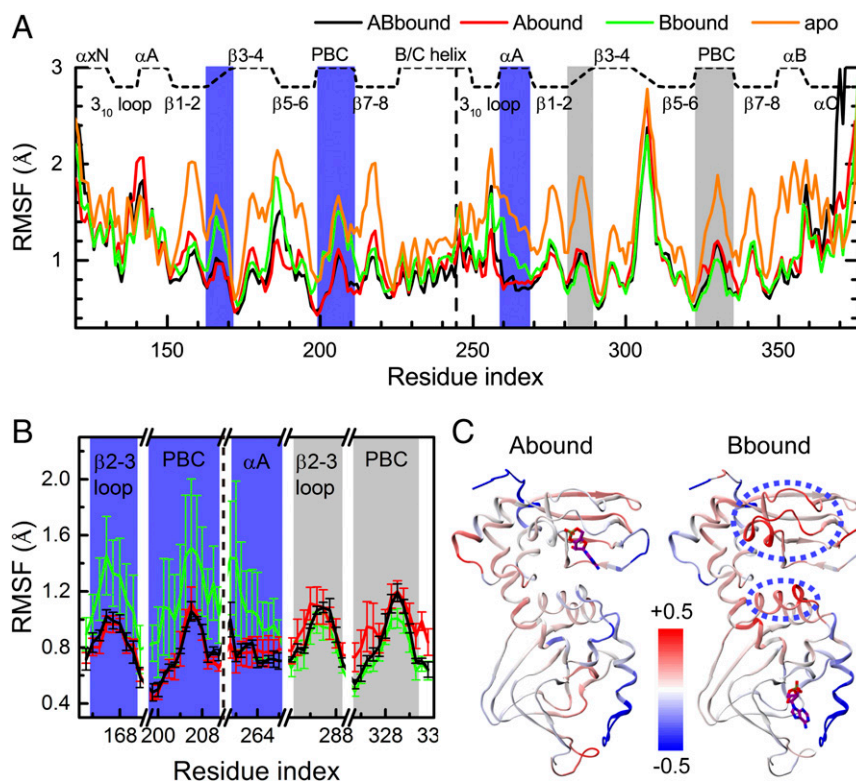 A
ABbound Abound Bbound apo
αxN αA β3-4 PBC B/C helix αA β3-4 PBC αB
3₁₀ loop β1-2 β5-6 β7-8 3₁₀ loop β1-2 β5-6 β7-8 αC
RMSF (Å)
3
2
1
150 200 250 300 350
Residue index
B
β2-3 loop PBC αA β2-3 loop PBC
RMSF (Å)
2.0
1.6
1.2
0.8
0.4
168 200 208 264 288 328 33
Residue index
C
Abound Bbound
+0.5
-0.5